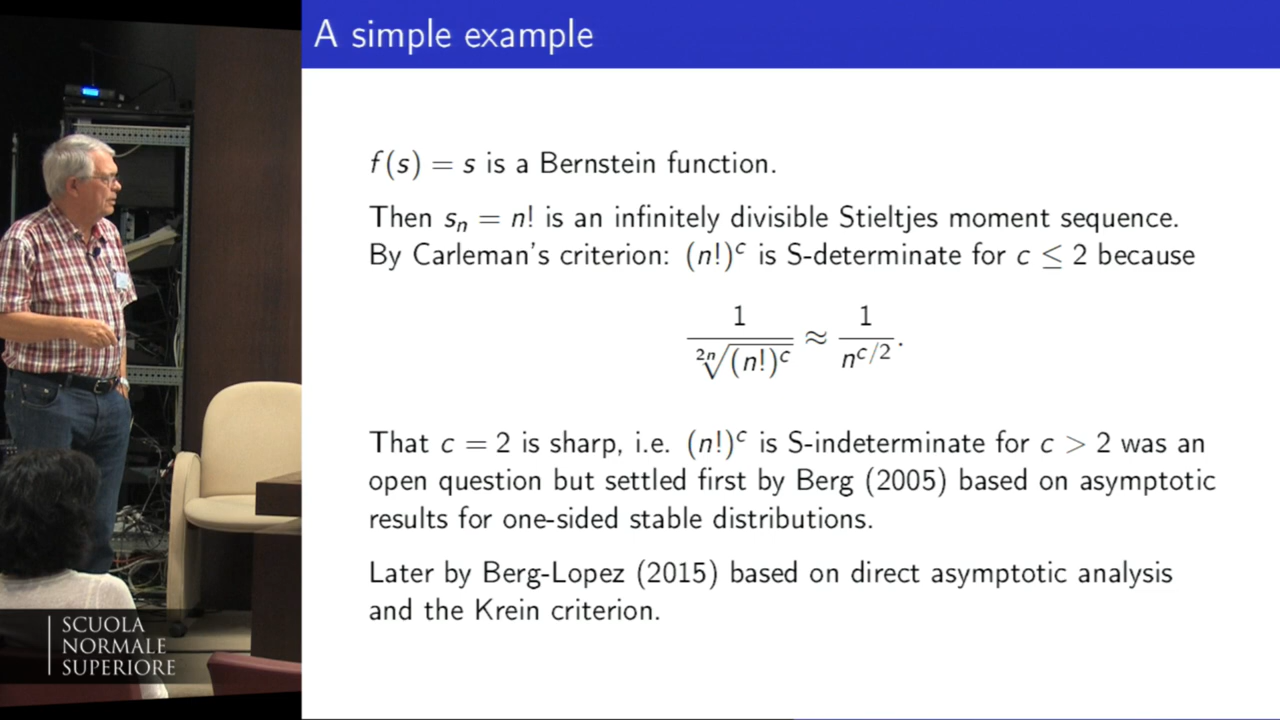 A simple example
f(s) = s is a Bernstein function.
Then sₙ = n! is an infinitely divisible Stieltjes moment sequence.
By Carleman's criterion: (n!)ᶜ is S-determinate for c ≤ 2 because
1/²ⁿ√(n!)ᶜ ≈ 1/n^{c/2}.
That c = 2 is sharp, i.e. (n!)ᶜ is S-indeterminate for c > 2 was an
open question but settled first by Berg (2005) based on asymptotic
results for one-sided stable distributions.
Later by Berg-Lopez (2015) based on direct asymptotic analysis
and the Krein criterion.
SCUOLA
NORMALE
SUPERIORE